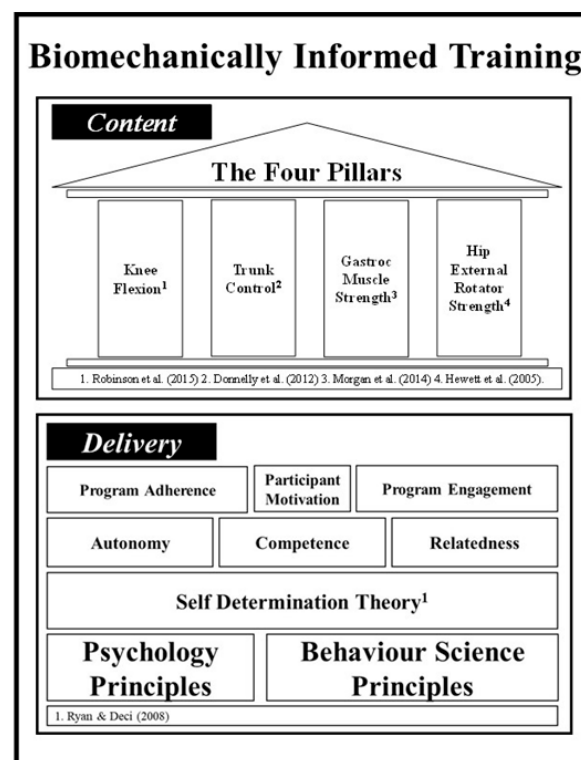 Biomechanically Informed Training
Content
The Four Pillars
Knee
Flexion¹
Trunk
Control²
Gastroc
Muscle
Strength³
Hip
External
Rotator
Strength⁴
1. Robinson et al. (2015) 2. Donnelly et al. (2012) 3. Morgan et al. (2014) 4. Hewett et al. (2005).
Delivery
Program Adherence
Participant
Motivation
Program Engagement
Autonomy
Competence
Relatedness
Self Determination Theory¹
Psychology
Principles
Behaviour Science
Principles
1. Ryan & Deci (2008)